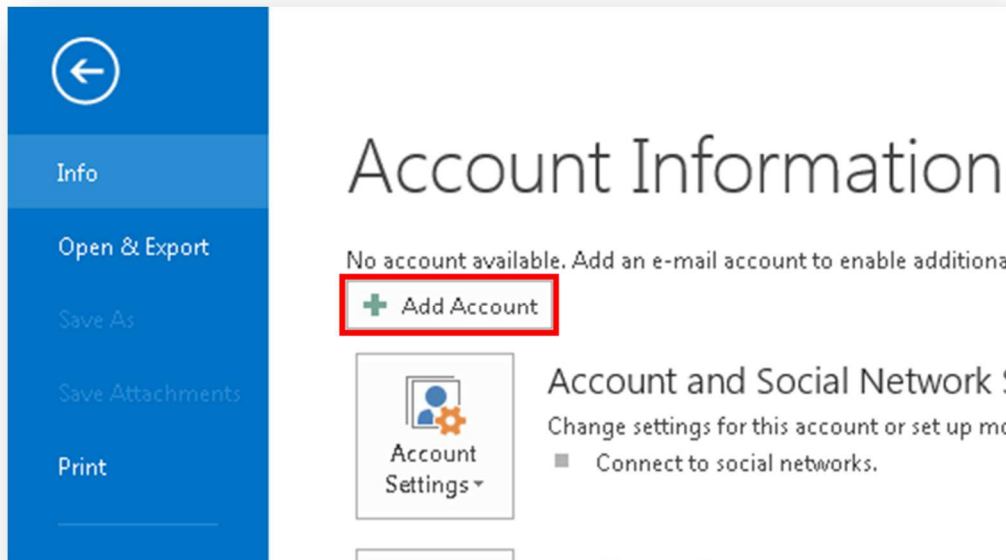 Info
Open & Export
Save As
Save Attachments
Print
Account Information
No account available. Add an e-mail account to enable additiona
Add Account
Account
Settings
Account and Social Network S
Change settings for this account or set up mo
Connect to social networks.